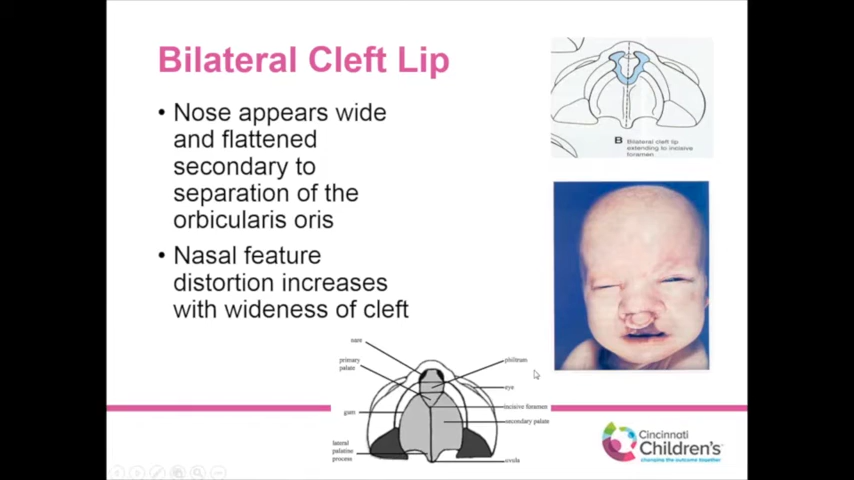 Bilateral Cleft Lip
• Nose appears wide
and flattened
secondary to
separation of the
orbicularis oris
• Nasal feature
distortion increases
with wideness of cleft
B Bilateral cleft lip
extending to incisive
foramen.
nare
primary
palate
gum
lateral
palatine
process
philtrum
eye
incisive foramen
secondary palate
uvula
Cincinnati
Children's
changing the outcome together